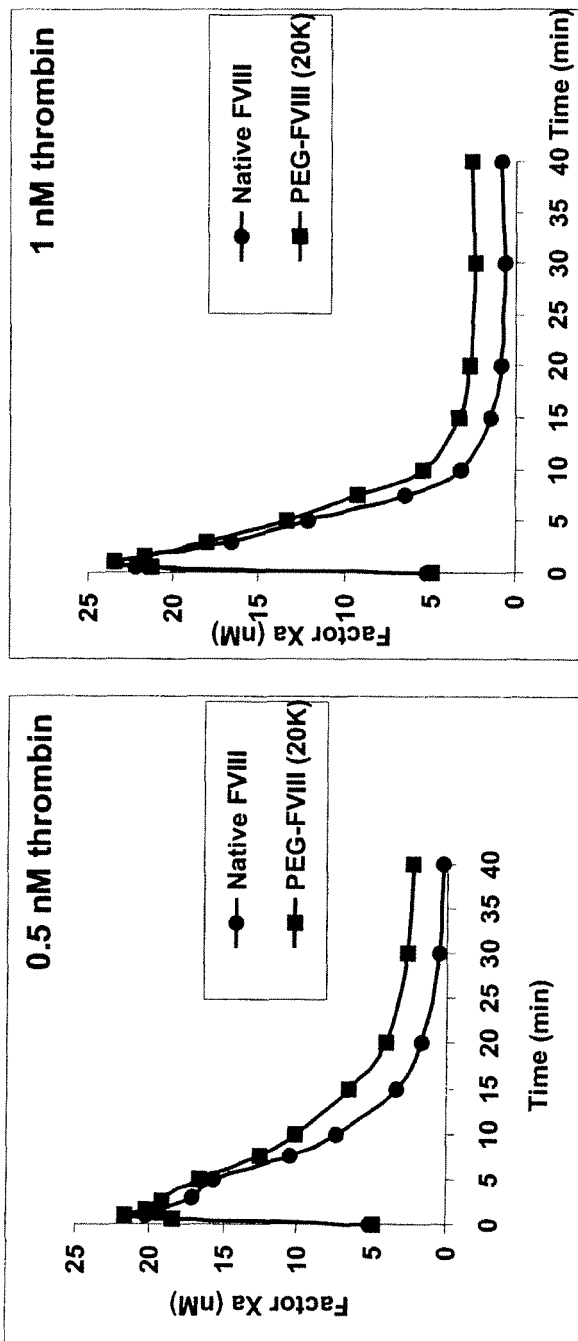 0.5 nM thrombin
Native FVIII
PEG-FVIII (20K)
Factor Xa (nM)
25
20
15
10
5
0
0 5 10 15 20 25 30 35 40
Time (min)
1 nM thrombin
Native FVIII
PEG-FVIII (20K)
Factor Xa (nM)
25
20
15
10
5
0
0 5 10 15 20 25 30 35 40 Time (min)